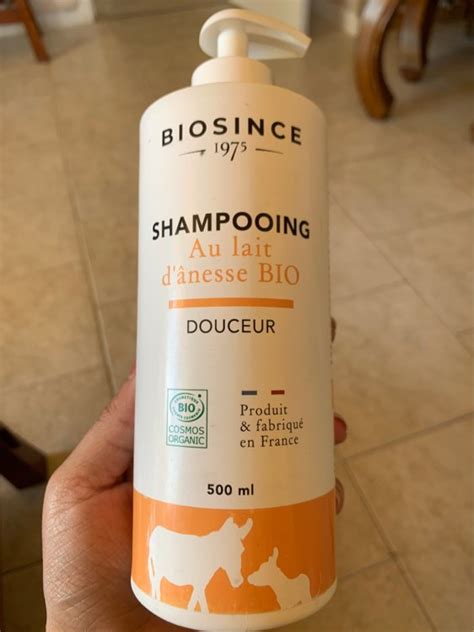 BIOSINCE
1975
SHAMPOOING
Au lait
d'ânesse BIO
DOUCEUR
BIO
COSMOS
ORGANIC
Produit
& fabriqué
en France
500 ml